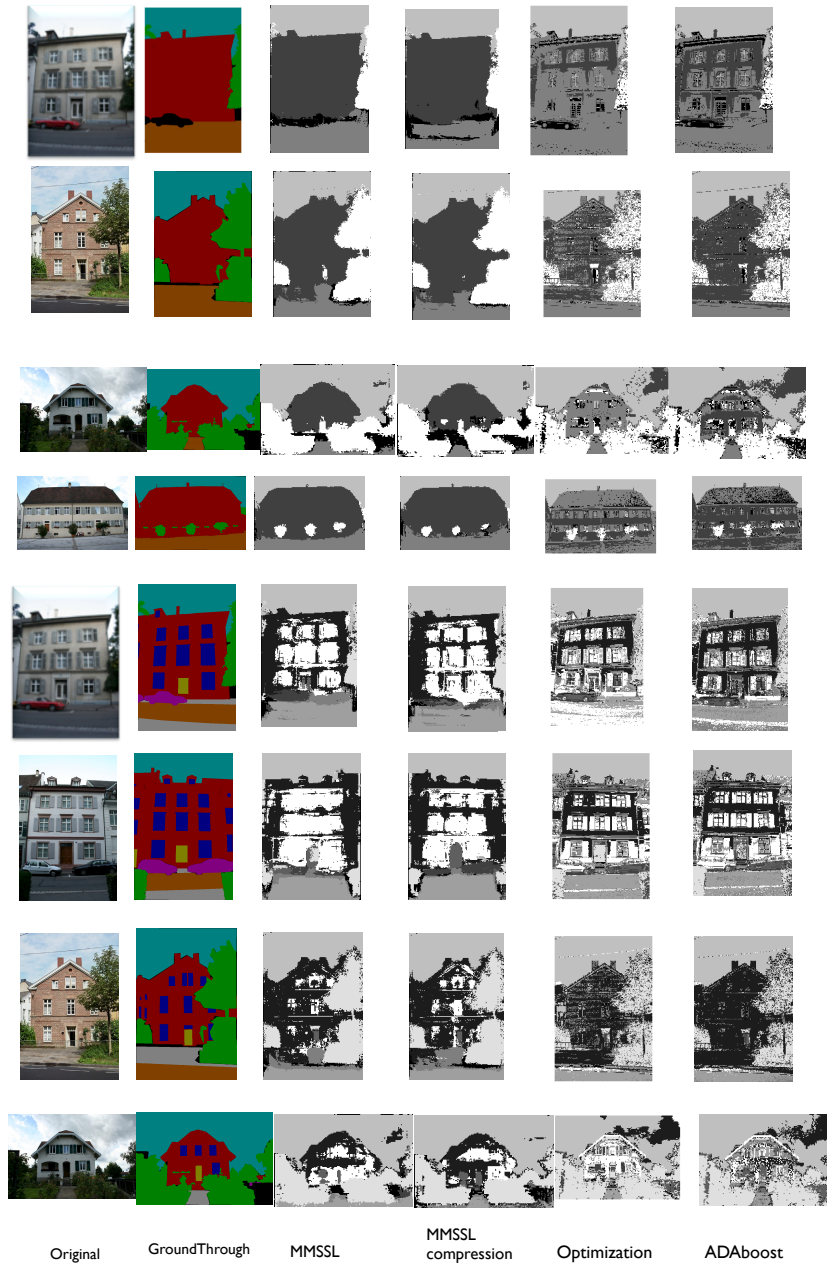 Original
GroundThrough
MMSSL
MMSSL
compression
Optimization
ADAboost